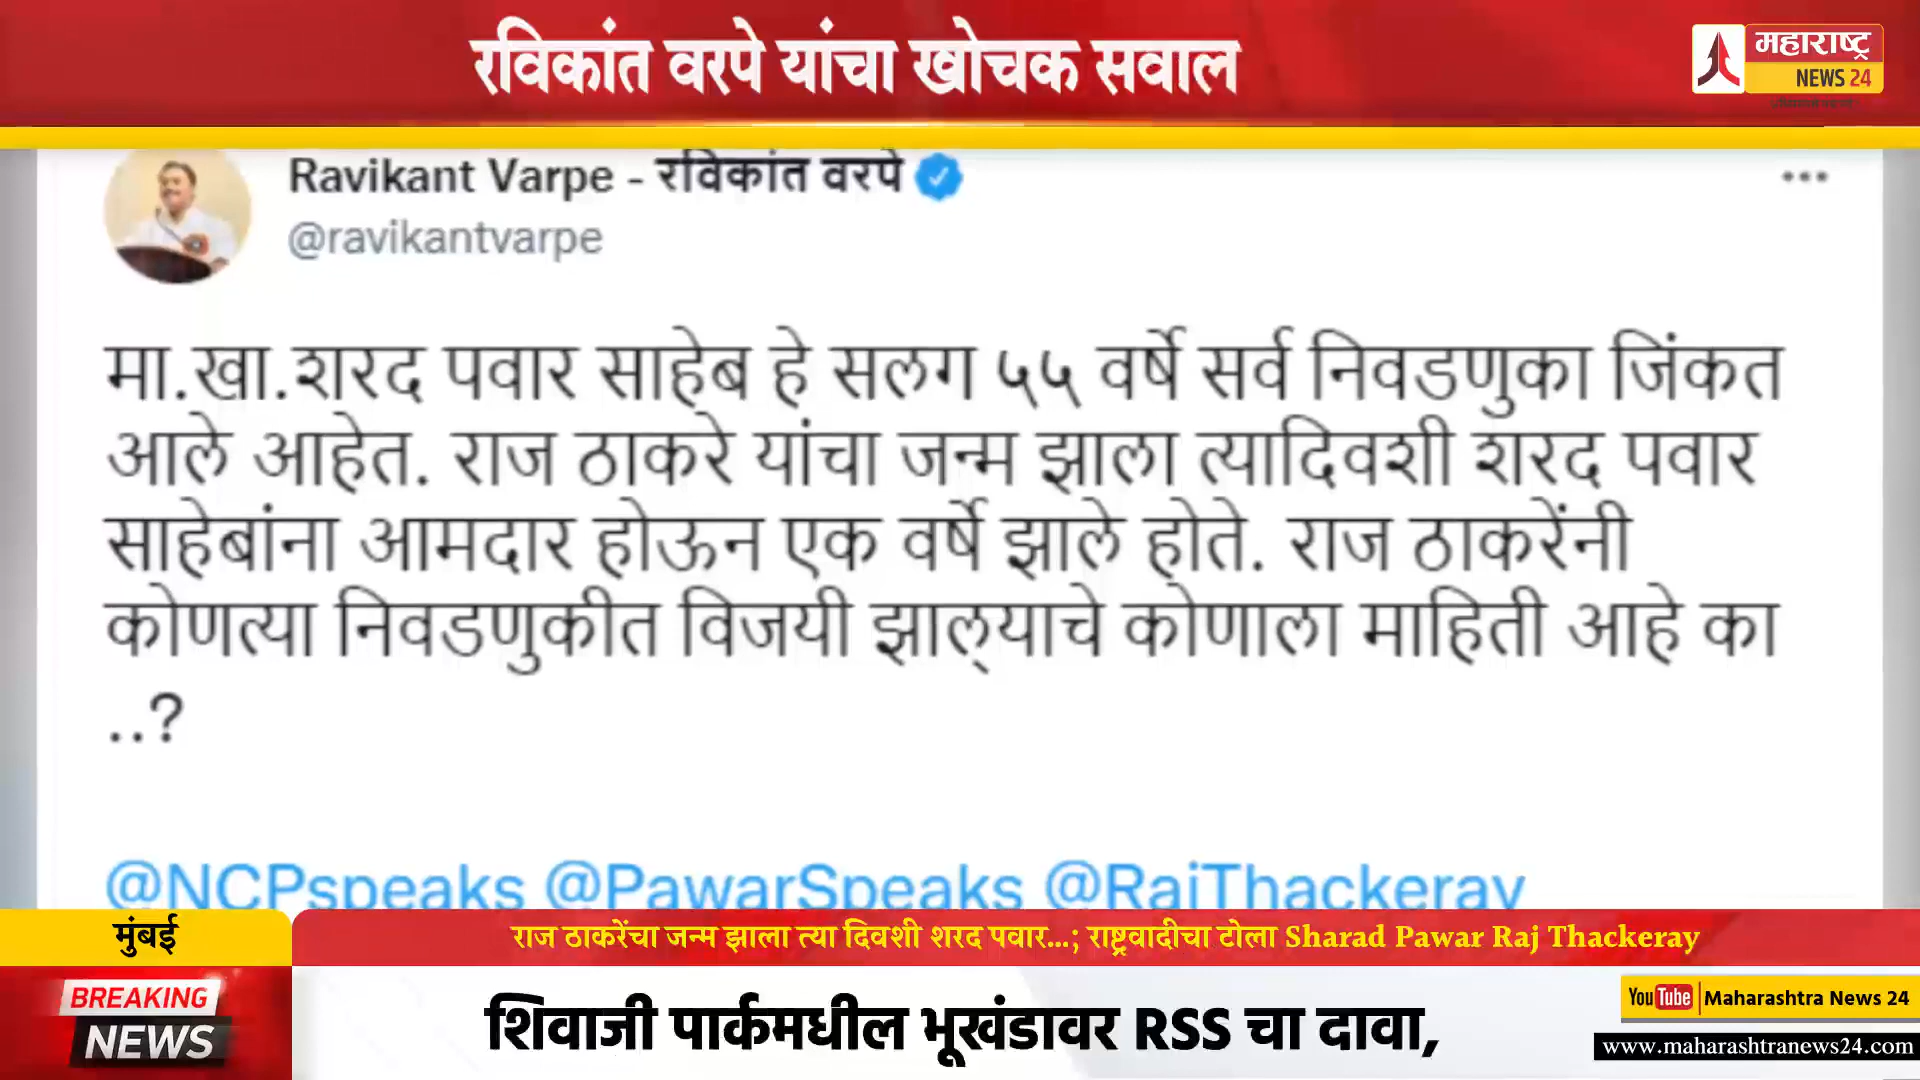 रविकांत वरपे यांचा खोचक सवाल
महाराष्ट्र
NEWS 24
Ravikant Varpe - रविकांत वरपे
@ravikantvarpe
मा.खा.शरद पवार साहेब हे सलग ५५ वर्षे सर्व निवडणुका जिंकत
आले आहेत. राज ठाकरे यांचा जन्म झाला त्यादिवशी शरद पवार
साहेबांना आमदार होऊन एक वर्षे झाले होते. राज ठाकरेंनी
कोणत्या निवडणुकीत विजयी झाल्याचे कोणाला माहिती आहे का
..?
@NCPspeaks @PawarSpeaks @RajThackeray
मुंबई
राज ठाकरेंचा जन्म झाला त्या दिवशी शरद पवार...; राष्ट्रवादीचा टोला Sharad Pawar Raj Thackeray
BREAKING
NEWS
शिवाजी पार्कमधील भूखंडावर RSS चा दावा,
YouTube Maharashtra News 24
www.maharashtranews24.com